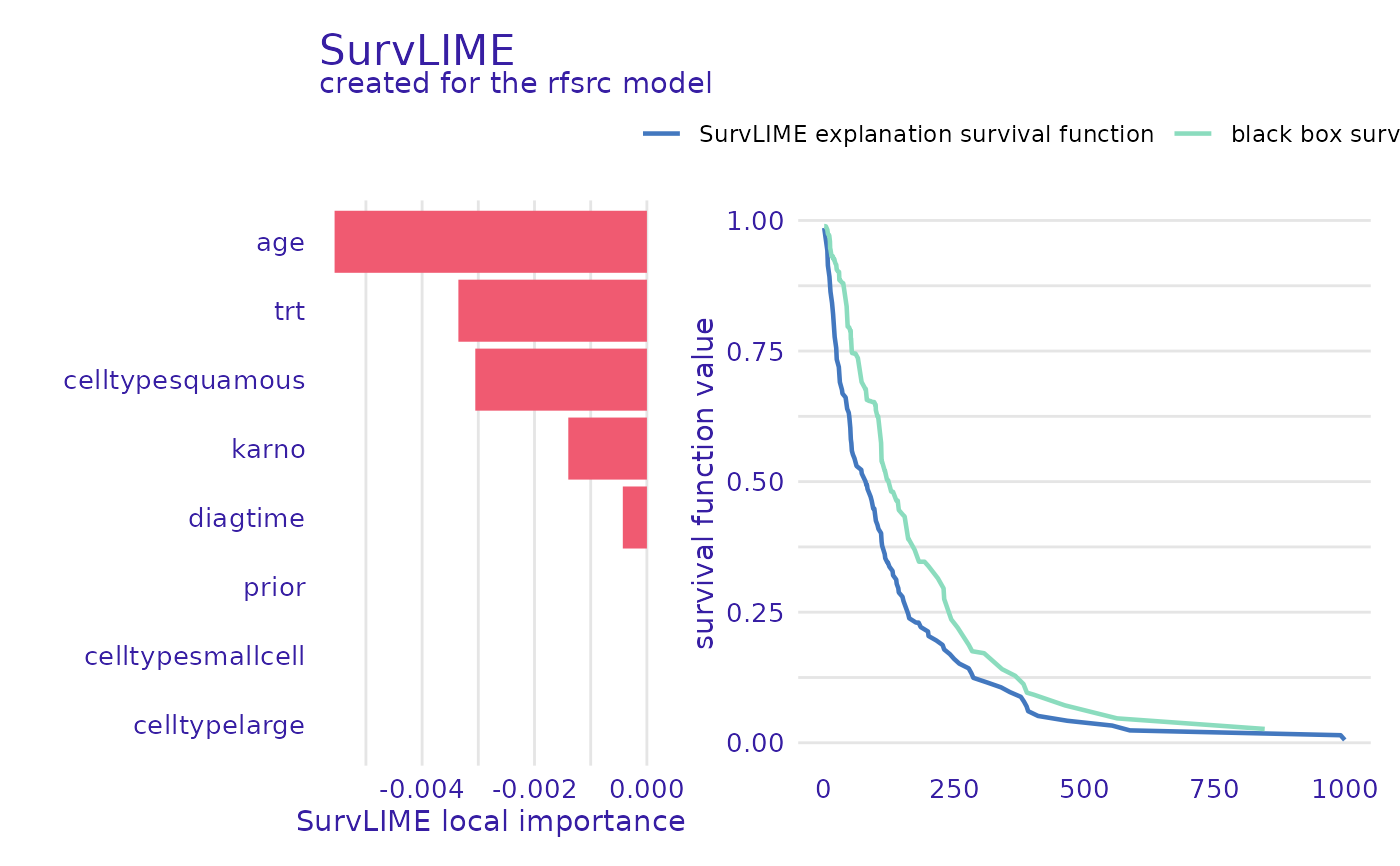 SurvLIME
created for the rfsrc model
SurvLIME explanation survival function
black box surv
age
trt
celltypesquamous
karno
diagtime
prior
celltypesmallcell
celltypelarge
-0.004 -0.002 0.000
SurvLIME local importance
survival function value
1.00
0.75
0.50
0.25
0.00
0 250 500 750 1000